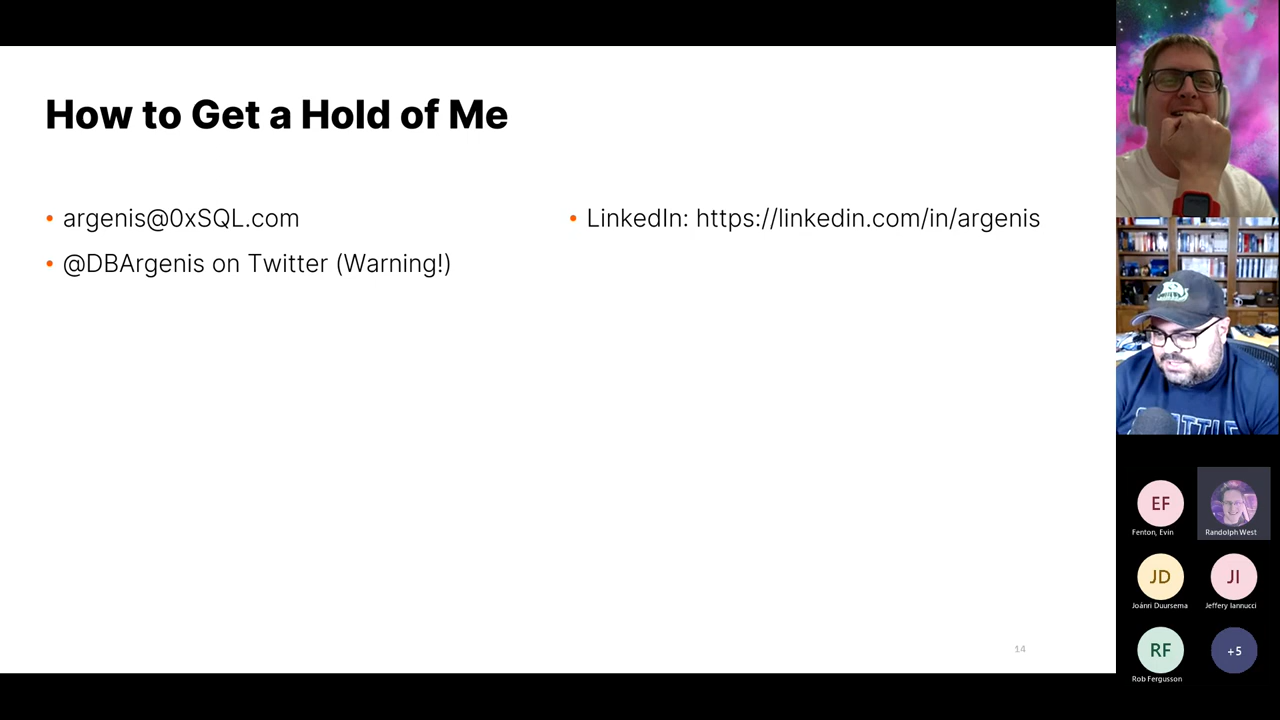 How to Get a Hold of Me
• argenis@0xSQL.com
• @DBArgenis on Twitter (Warning!)
• LinkedIn: https://linkedin.com/in/argenis
14
EF
Fenton, Evin
Randolph West
JD
Joánri Duursema
JI
Jeffery Iannucci
RF
Rob Fergusson
+5